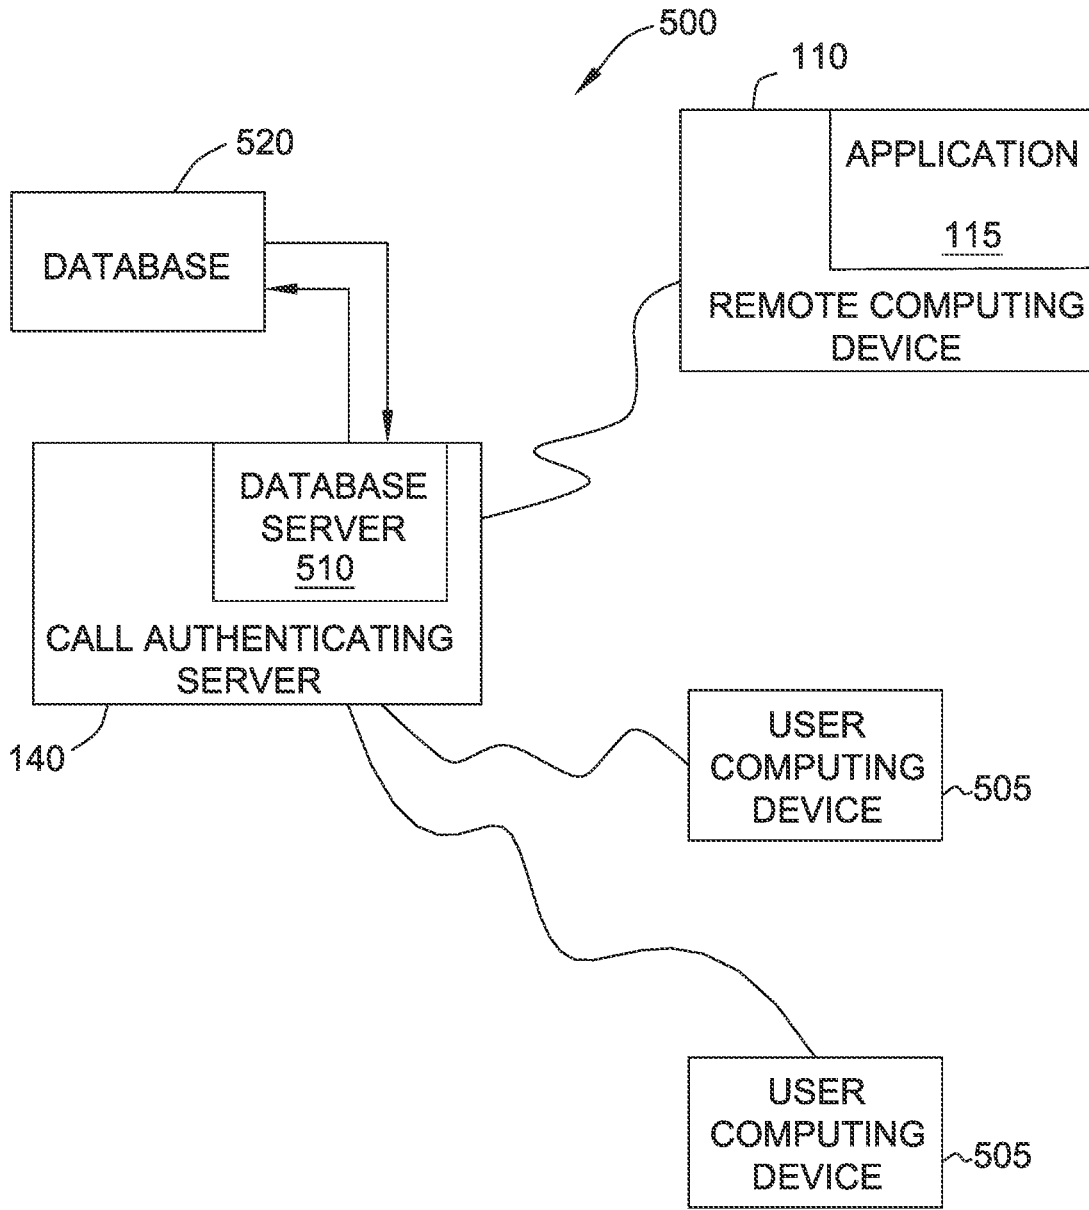 500
110
520
APPLICATION
115
REMOTE COMPUTING
DEVICE
DATABASE
DATABASE
SERVER
510
CALL AUTHENTICATING
SERVER
140
USER
COMPUTING
DEVICE
505
USER
COMPUTING
DEVICE
505